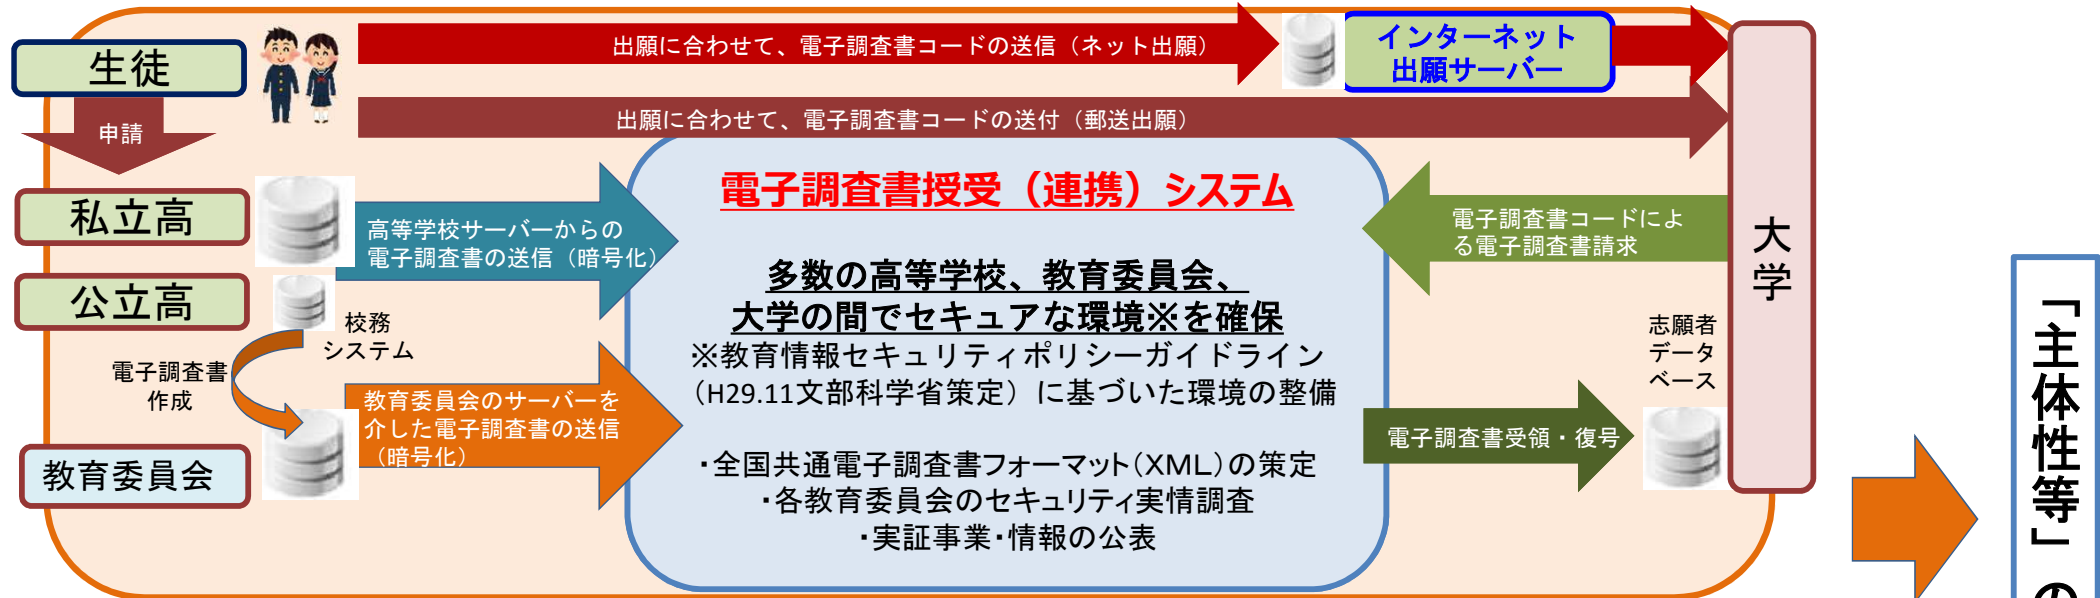 生徒
申請
出願に合わせて、電子調査書コードの送信（ネット出願）
インターネット
出願サーバー
出願に合わせて、電子調査書コードの送付（郵送出願）
私立高
公立高
高等学校サーバーからの
電子調査書の送信（暗号化）
校務
システム
電子調査書
作成
教育委員会
教育委員会のサーバーを
介した電子調査書の送信
（暗号化）
電子調査書授受（連携）システム
多数の高等学校、教育委員会、
大学の間でセキュアな環境※を確保
※教育情報セキュリティポリシーガイドライン
（H29.11文部科学省策定）に基づいた環境の整備
・全国共通電子調査書フォーマット（XML）の策定
・各教育委員会のセキュリティ実情調査
・実証事業・情報の公表
電子調査書コードによ
る電子調査書請求
電子調査書受領・復号
志願者
データ
ベース
大学
「主体性等」の